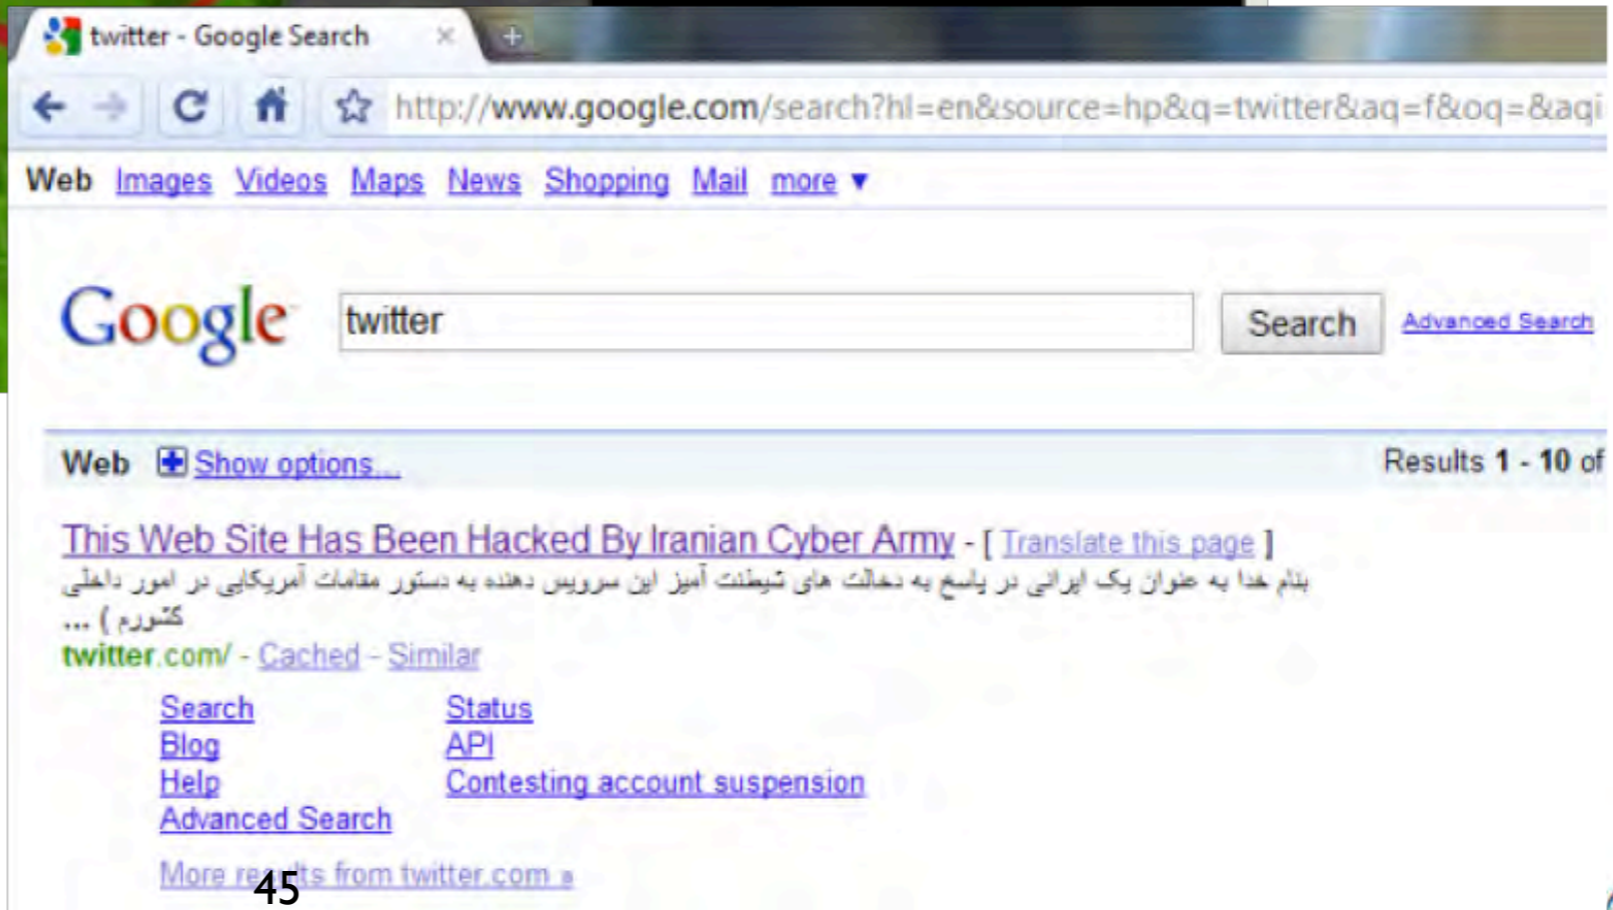 twitter - Google Search
http://www.google.com/search?hl=en&source=hp&q=twitter&aq=f&oq=&aqi
Web Images Videos Maps News Shopping Mail more ▼
Google twitter Search Advanced Search
Web Show options... Results 1 - 10 of
This Web Site Has Been Hacked By Iranian Cyber Army - [ Translate this page ]
بنام خدا به عنوان یک ایرانی در پاسخ به دخالت های شیطنت آمیز این سرویس دهنده به دستور مقامات آمریکایی در امور داخلی
کشورم ) ...
twitter.com/ - Cached - Similar
Search Status
Blog API
Help Contesting account suspension
Advanced Search
More results from twitter.com »
45